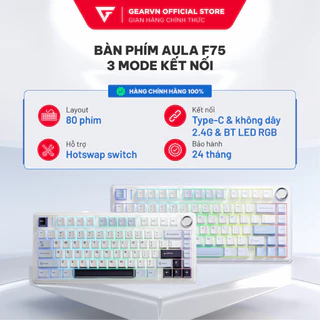 GEARVN OFFICIAL STORE
GIAN HÀNG CHÍNH THỨC
BÀN PHÍM AULA F75
3 MODE KẾT NỐI
HÀNG CHÍNH HÃNG 100%
Layout
80 phím
Kết nối
Type-C & không dây
2.4G & BT LED RGB
Hỗ trợ
Hotswap switch
Bảo hành
24 tháng